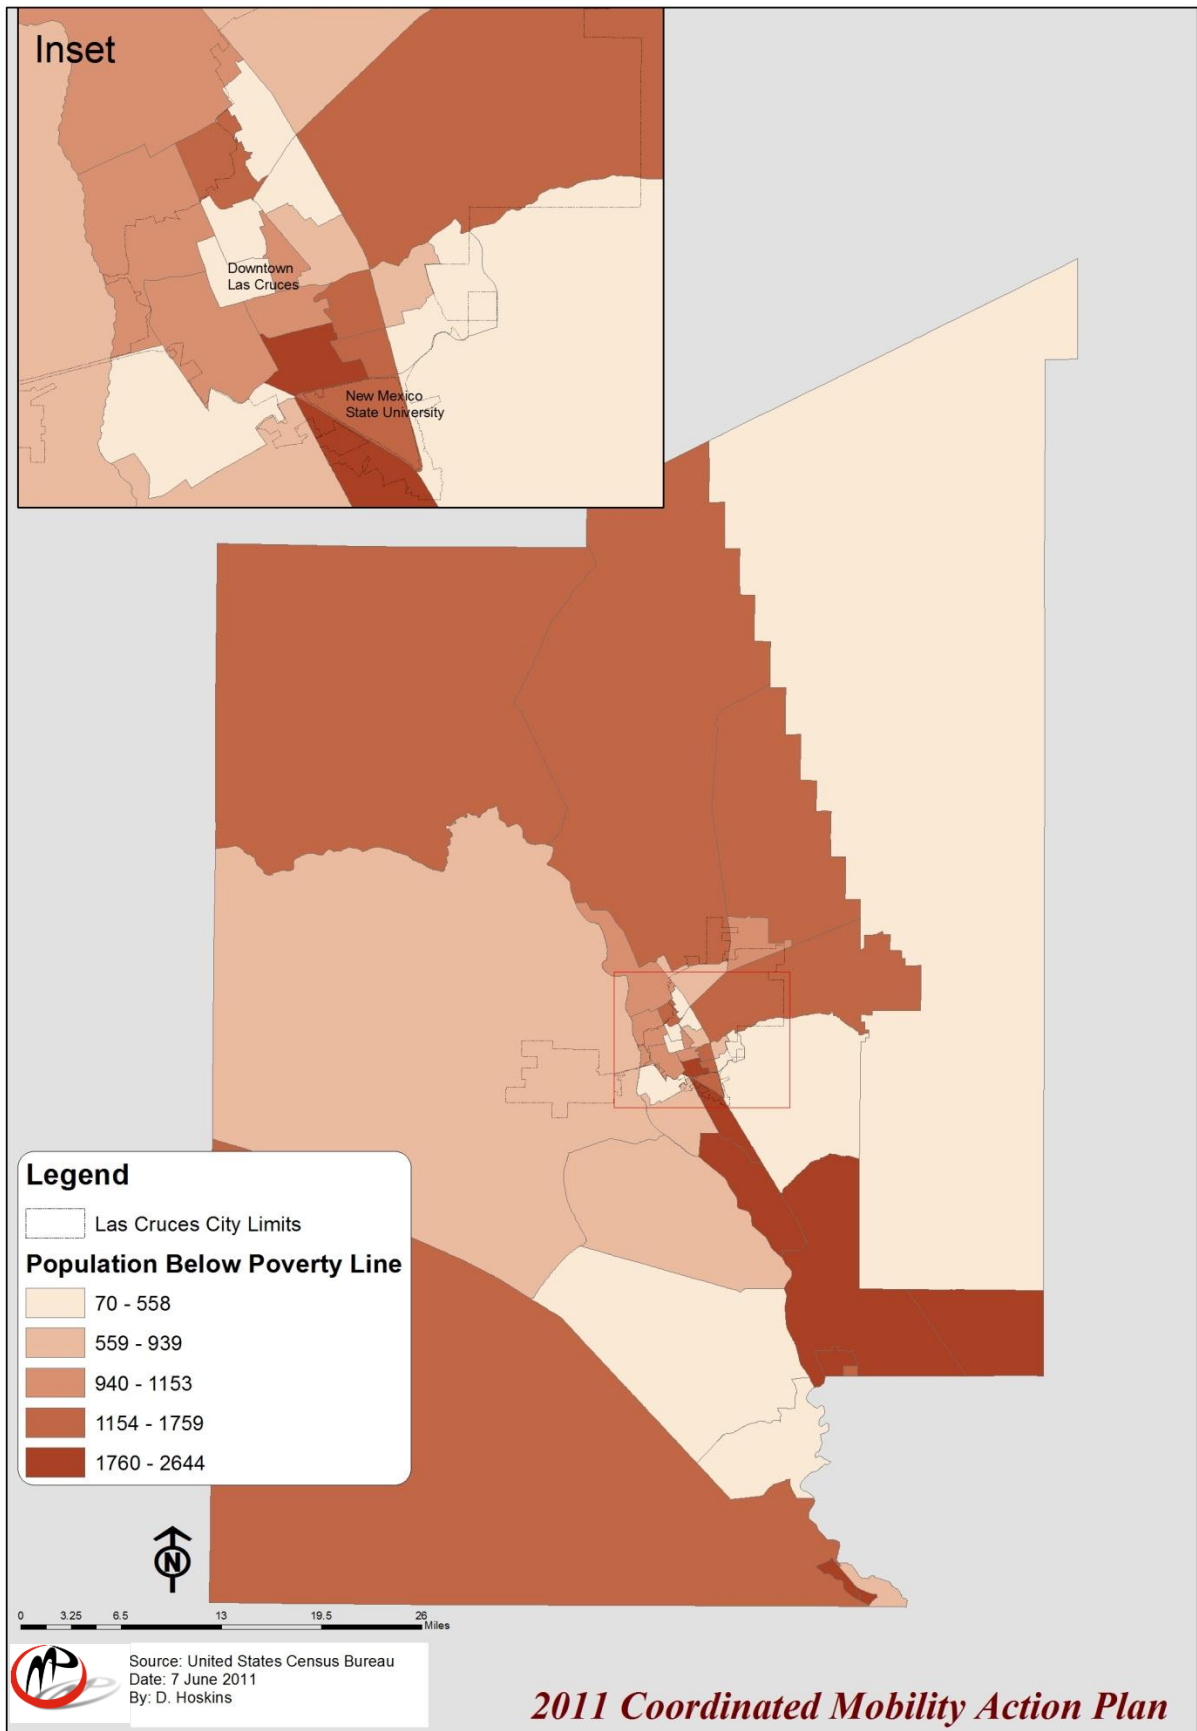 Inset
Downtown
Las Cruces
New Mexico
State University
Legend
Las Cruces City Limits
Population Below Poverty Line
70 - 558
559 - 939
940 - 1153
1154 - 1759
1760 - 2644
N
0 3.25 6.5 13 19.5 26
Miles
Source: United States Census Bureau
Date: 7 June 2011
By: D. Hoskins
2011 Coordinated Mobility Action Plan